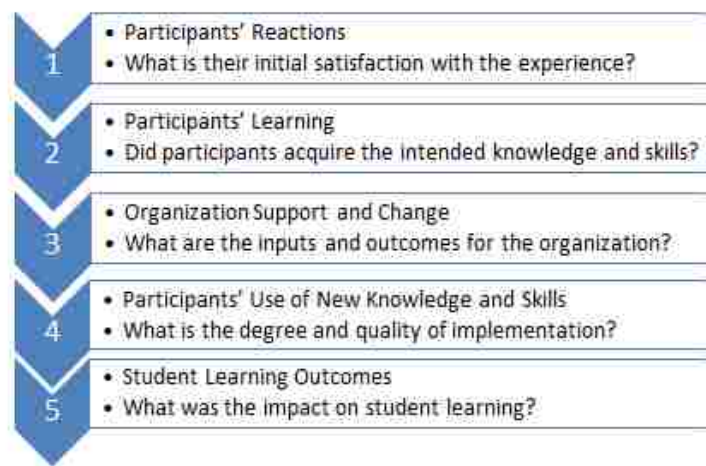 1
• Participants' Reactions
• What is their initial satisfaction with the experience?
2
• Participants' Learning
• Did participants acquire the intended knowledge and skills?
3
• Organization Support and Change
• What are the inputs and outcomes for the organization?
4
• Participants' Use of New Knowledge and Skills
• What is the degree and quality of implementation?
5
• Student Learning Outcomes
• What was the impact on student learning?